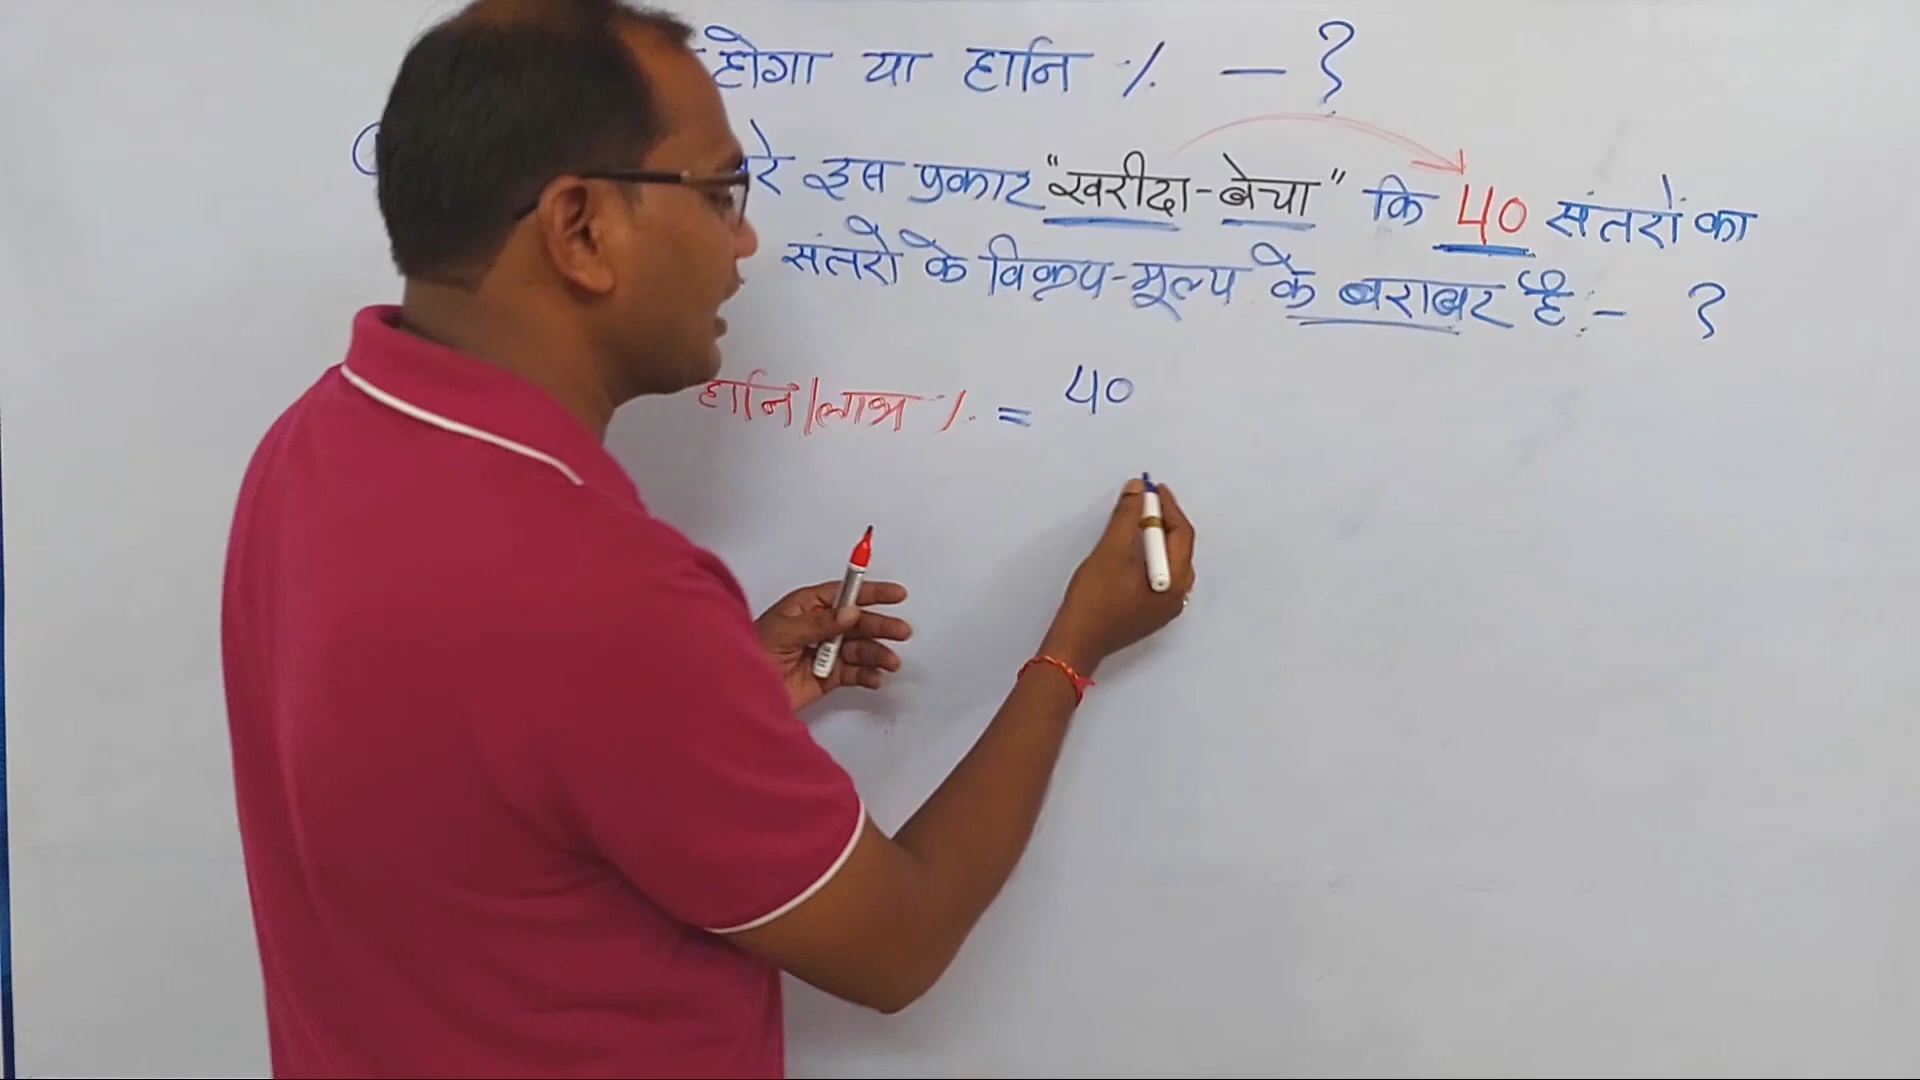 होगा या हानि % - ?
इस प्रकार "खरीदा-बेचा" कि 40 संतरों का
संतरों के विक्रय-मूल्य के बराबर है :- ?
हानि/लाभ % = 40